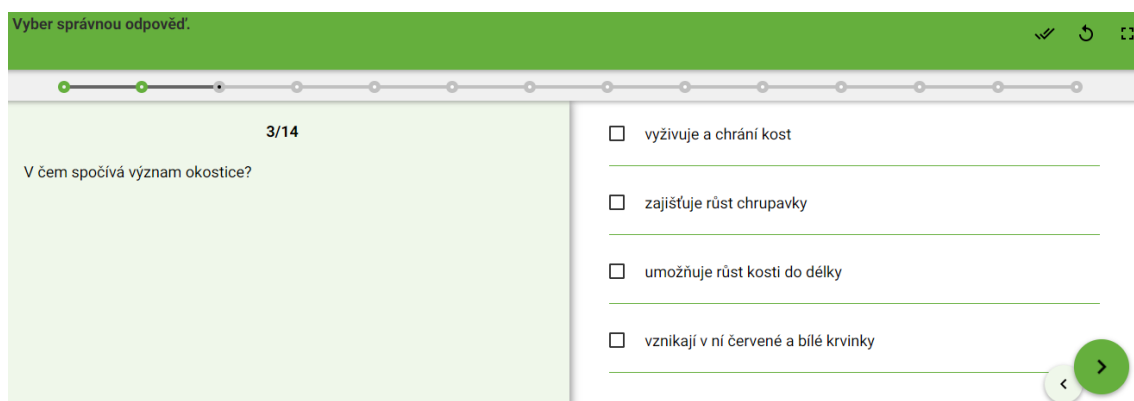 Vyber správnou odpověď.
3/14
V čem spočívá význam okostice?
vyživuje a chrání kost
zajišťuje růst chrupavky
umožňuje růst kosti do délky
vznikají v ní červené a bílé krvinky